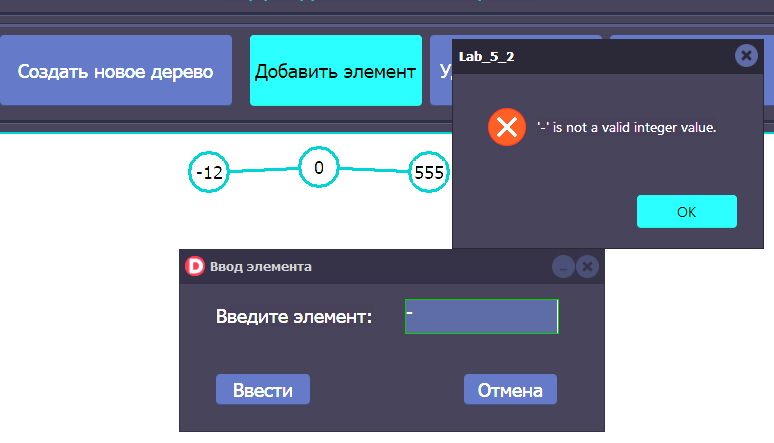 Создать новое дерево
Добавить элемент
Lab_5_2
'-' is not a valid integer value.
OK
-12
0
555
D Ввод элемента
Введите элемент:
-
Ввести
Отмена